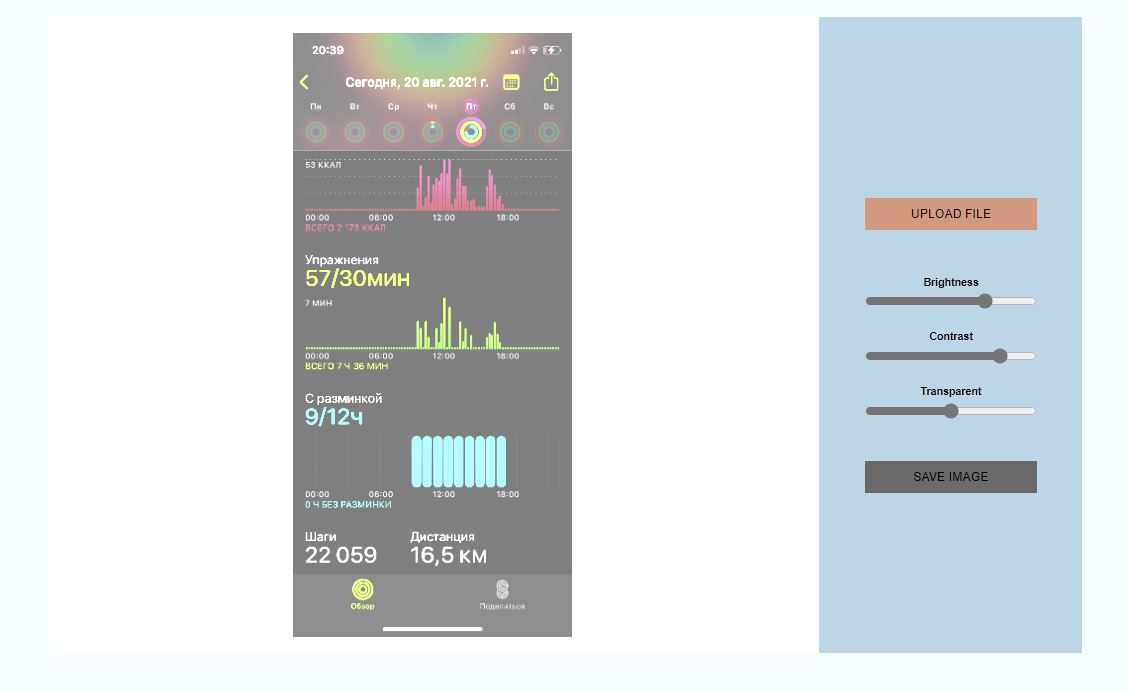 20:39
Сегодня, 20 авг. 2021 г.
Пн Вт Ср Чт Пт Сб Вс
53 ККАЛ
00:00 06:00 12:00 18:00
ВСЕГО 2 173 ККАЛ
Упражнения
57/30мин
7 МИН
00:00 06:00 12:00 18:00
ВСЕГО 7 Ч 36 МИН
С разминкой
9/12ч
00:00 06:00 12:00 18:00
0 Ч БЕЗ РАЗМИНКИ
Шаги Дистанция
22 059 16,5 км
Обзор Поделиться
UPLOAD FILE
Brightness
Contrast
Transparent
SAVE IMAGE